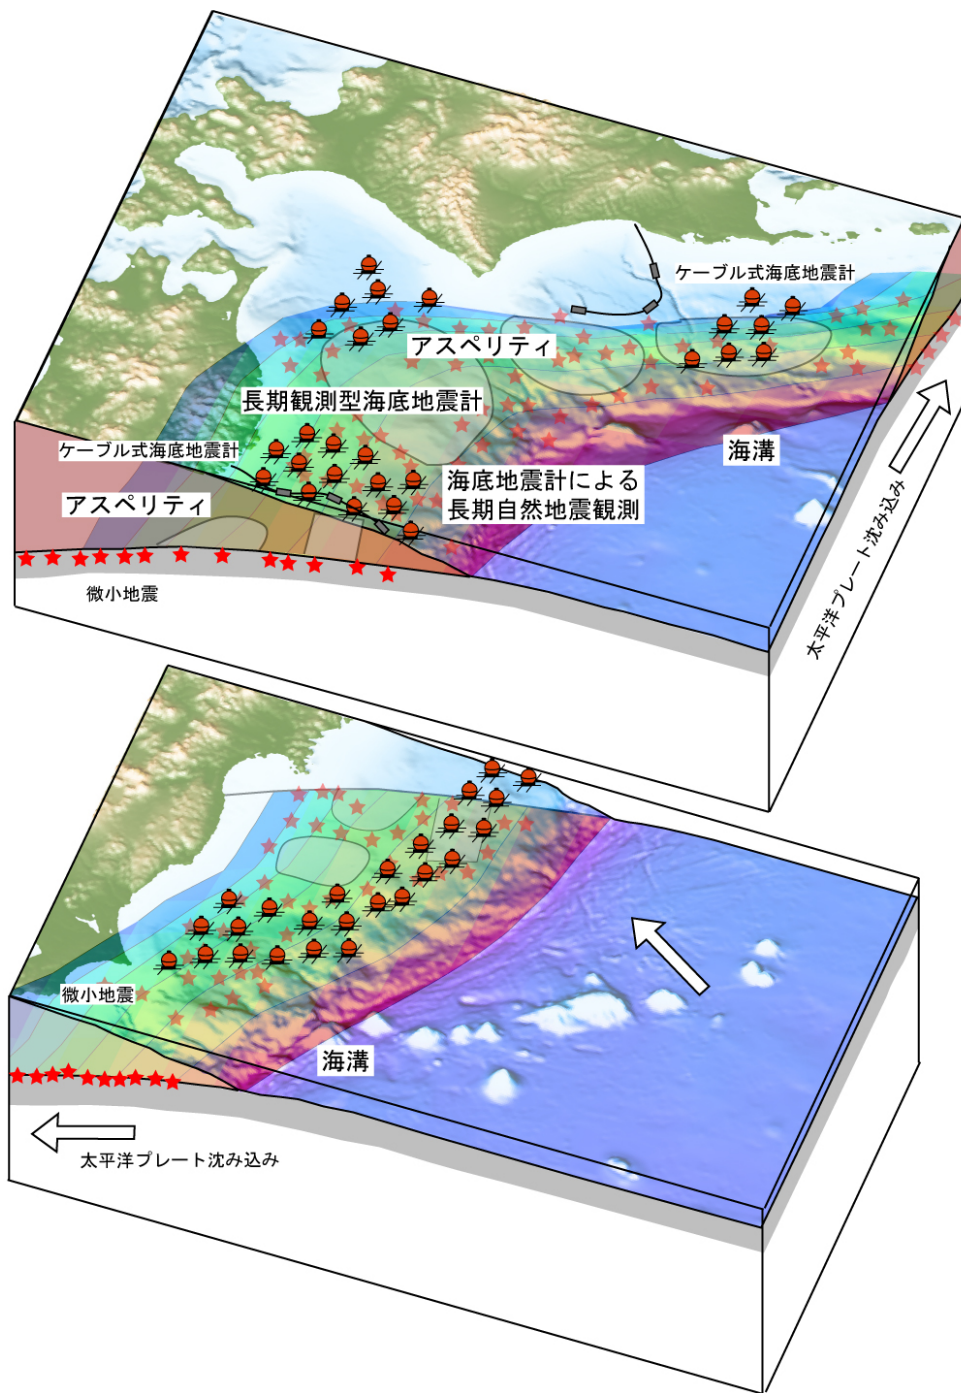 ケーブル式海底地震計
アスペリティ
長期観測型海底地震計
ケーブル式海底地震計
海溝
海底地震計による
長期自然地震観測
アスペリティ
微小地震
太平洋プレート沈み込み
微小地震
海溝
太平洋プレート沈み込み